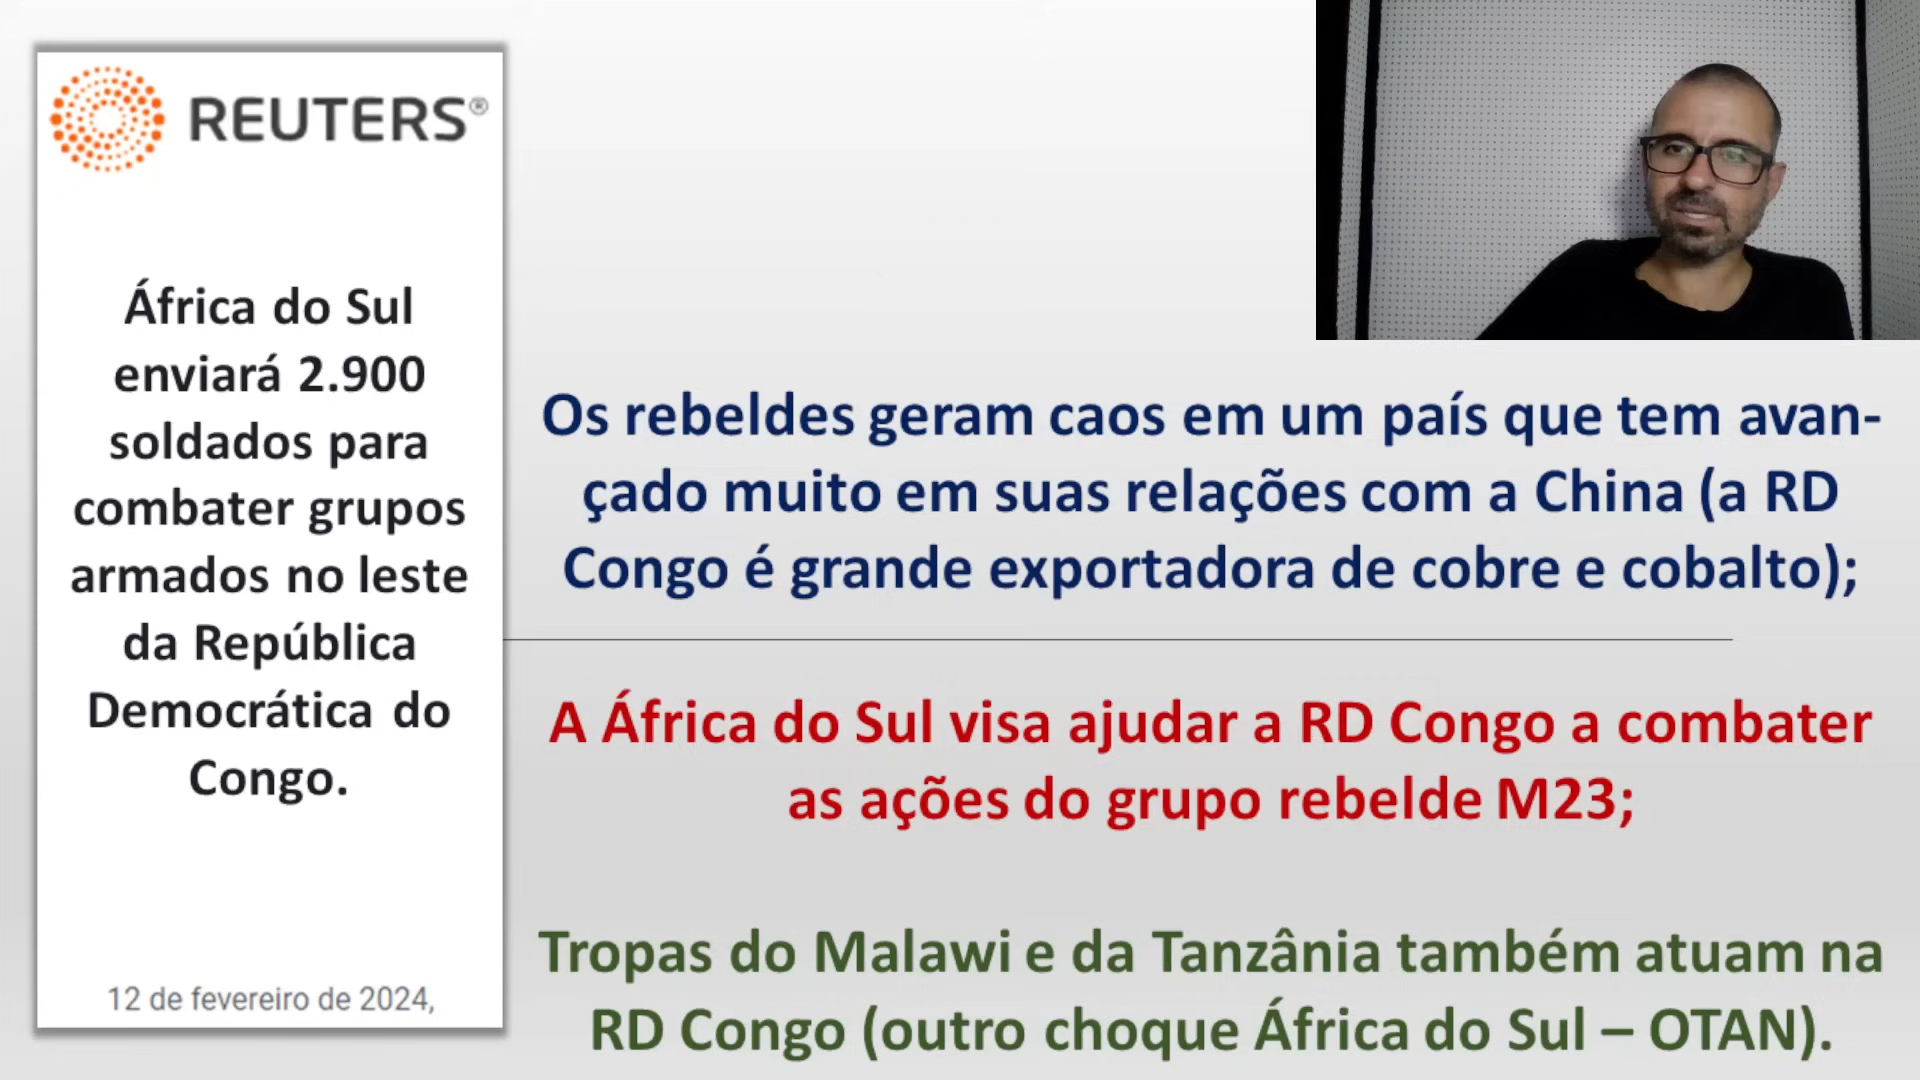 REUTERS®
África do Sul
enviará 2.900
soldados para
combater grupos
armados no leste
da República
Democrática do
Congo.
12 de fevereiro de 2024,
Os rebeldes geram caos em um país que tem avan-
çado muito em suas relações com a China (a RD
Congo é grande exportadora de cobre e cobalto);
A África do Sul visa ajudar a RD Congo a combater
as ações do grupo rebelde M23;
Tropas do Malawi e da Tanzânia também atuam na
RD Congo (outro choque África do Sul – OTAN).